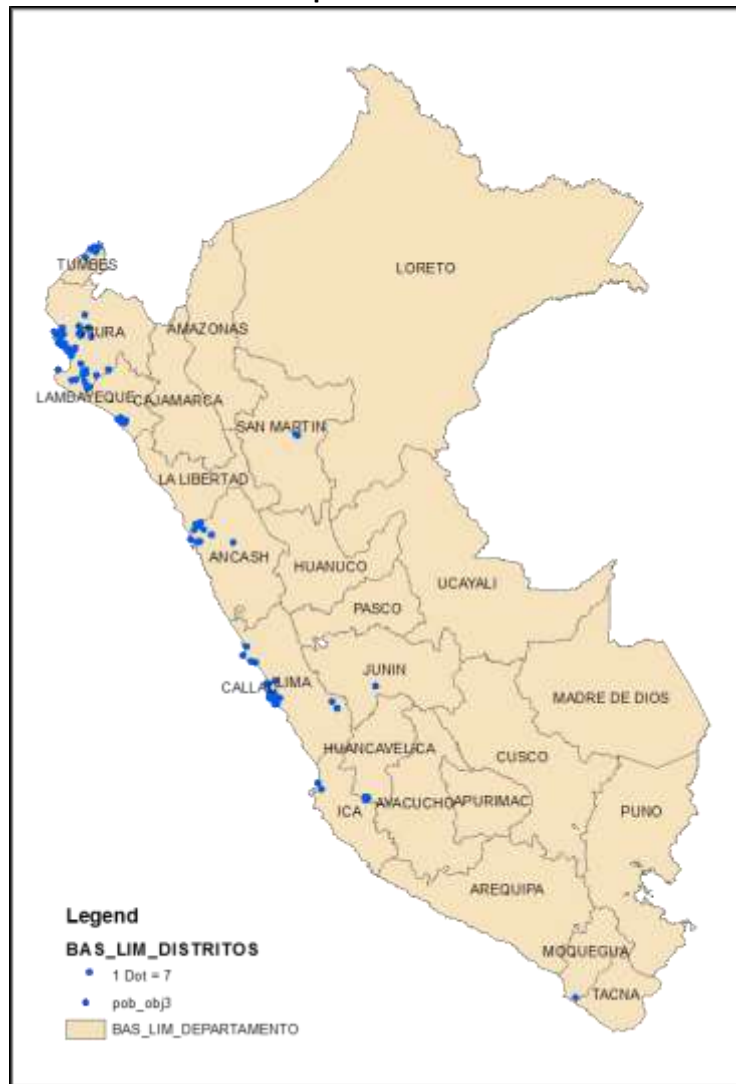 TUMBES
LORETO
AMAZONAS
LAMBAYEQUE
CAJAMARCA
SAN MARTIN
LA LIBERTAD
ANCASH
HUANUCO
UCAYALI
PASCO
JUNIN
LIMA
MADRE DE DIOS
HUANCAVELICA
CUSCO
ICA
AYACUCHO
APURIMAC
PUNO
AREQUIPA
MOQUEGUA
TACNA
Legend
BAS_LIM_DISTRITOS
1 Dot = 7
pob_obj3
BAS_LIM_DEPARTAMENTO